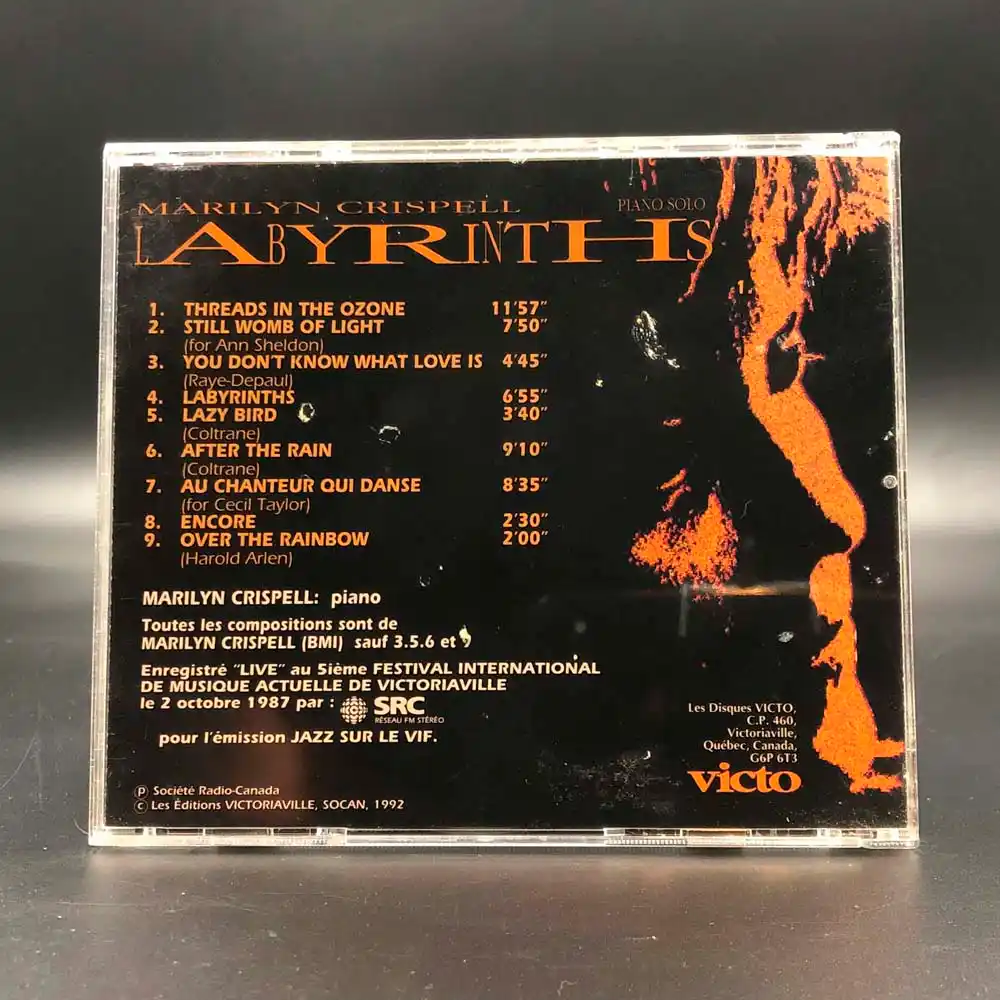 MARILYN CRISPELL PIANO SOLO
LABYRINTHS
1. THREADS IN THE OZONE 11'57"
2. STILL WOMB OF LIGHT 7'50"
(for Ann Sheldon)
3. YOU DON'T KNOW WHAT LOVE IS 4'45"
(Raye-Depaul)
4. LABYRINTHS 6'55"
5. LAZY BIRD 3'40"
(Coltrane)
6. AFTER THE RAIN 9'10"
(Coltrane)
7. AU CHANTEUR QUI DANSE 8'35"
(for Cecil Taylor)
8. ENCORE 2'30"
9. OVER THE RAINBOW 2'00"
(Harold Arlen)
MARILYN CRISPELL: piano
Toutes les compositions sont de
MARILYN CRISPELL (BMI) sauf 3.5.6 et 9
Enregistré "LIVE" au 5ième FESTIVAL INTERNATIONAL
DE MUSIQUE ACTUELLE DE VICTORIAVILLE
le 2 octobre 1987 par : SRC
RÉSEAU FM STÉRÉO
pour l'émission JAZZ SUR LE VIF.
Les Disques VICTO,
C.P. 460,
Victoriaville,
Québec, Canada,
G6P 6T3
victo
℗ Société Radio-Canada
© Les Éditions VICTORIAVILLE, SOCAN, 1992